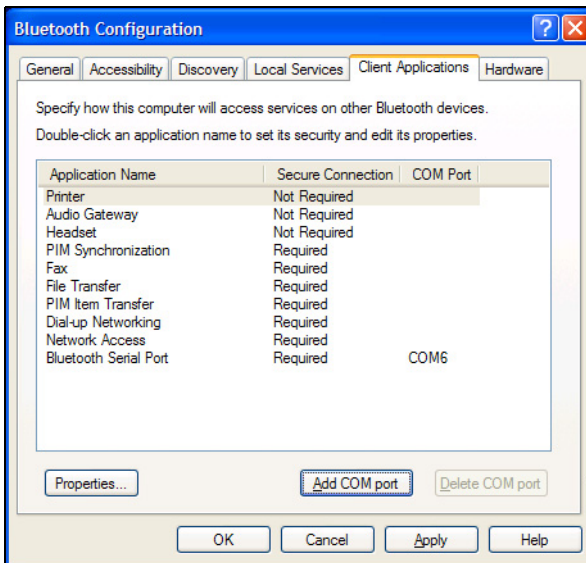 Bluetooth Configuration
General Accessibility Discovery Local Services Client Applications Hardware
Specify how this computer will access services on other Bluetooth devices.
Double-click an application name to set its security and edit its properties.
Application Name Secure Connection COM Port
Printer Not Required
Audio Gateway Not Required
Headset Not Required
PIM Synchronization Required
Fax Required
File Transfer Required
PIM Item Transfer Required
Dial-up Networking Required
Network Access Required
Bluetooth Serial Port Required COM6
Properties... Add COM port Delete COM port
OK Cancel Apply Help